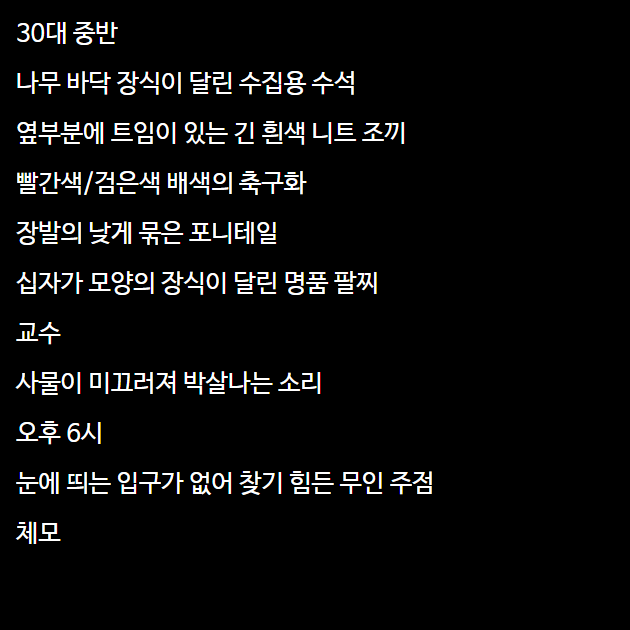 30대 중반
나무 바닥 장식이 달린 수집용 수석
옆부분에 트임이 있는 긴 흰색 니트 조끼
빨간색/검은색 배색의 축구화
장발의 낮게 묶은 포니테일
십자가 모양의 장식이 달린 명품 팔찌
교수
사물이 미끄러져 박살나는 소리
오후 6시
눈에 띄는 입구가 없어 찾기 힘든 무인 주점
체모